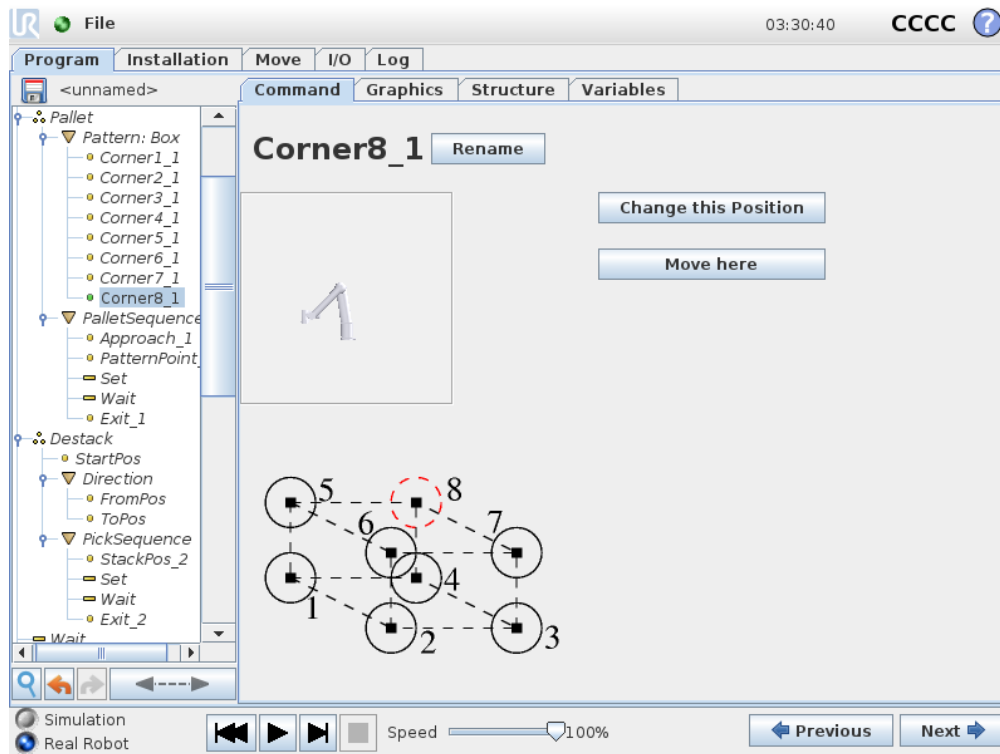 UR File 03:30:40 CCCC ?
Program Installation Move I/O Log
<unnamed> Command Graphics Structure Variables
Pallet
Pattern: Box
Corner1_1
Corner2_1
Corner3_1
Corner4_1
Corner5_1
Corner6_1
Corner7_1
Corner8_1
PalletSequence
Approach_1
PatternPoint_
Set
Wait
Exit_1
Destack
StartPos
Direction
FromPos
ToPos
PickSequence
StackPos_2
Set
Wait
Exit_2
Wait
Corner8_1 Rename
Change this Position
Move here
5 8
6 7
4
1
2 3
Simulation
Real Robot
Speed 100%
Previous Next